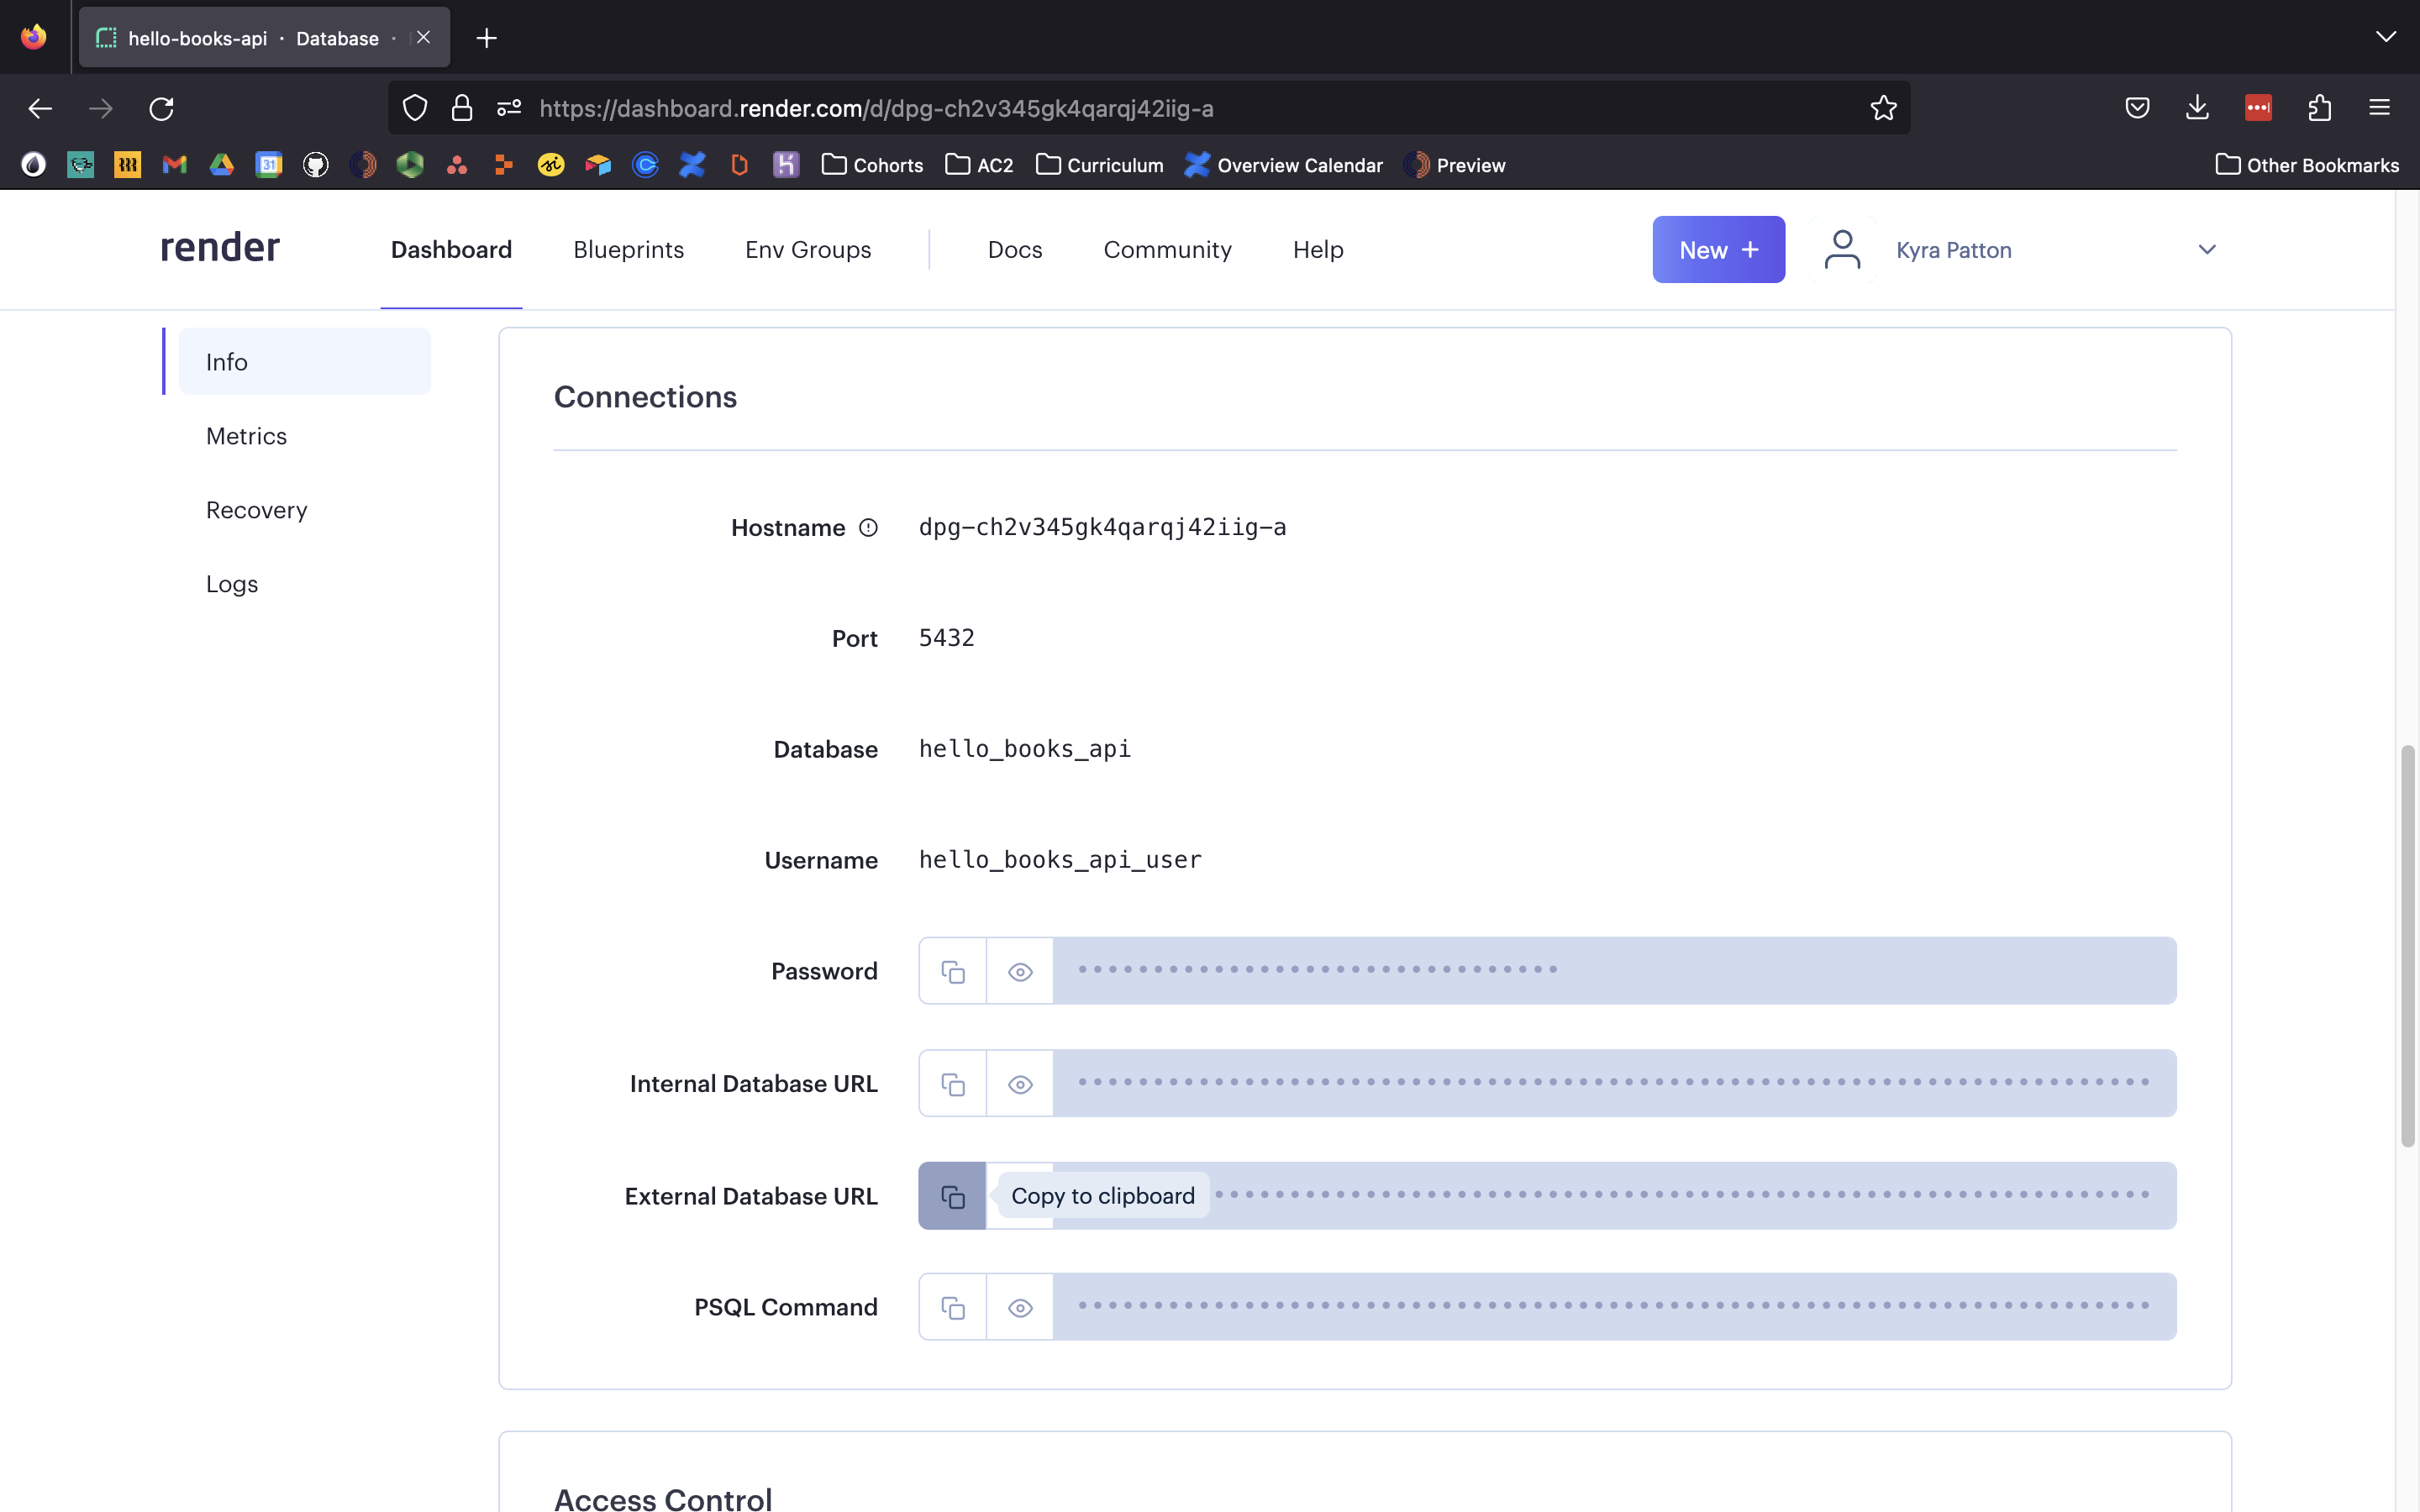 hello-books-api · Database ·
https://dashboard.render.com/d/dpg-ch2v345gk4qarqj42iig-a
31
Cohorts
AC2
Curriculum
Overview Calendar
Preview
Other Bookmarks
render
Dashboard
Blueprints
Env Groups
Docs
Community
Help
New +
Kyra Patton
Info
Metrics
Recovery
Logs
Connections
Hostname dpg-ch2v345gk4qarqj42iig-a
Port 5432
Database hello_books_api
Username hello_books_api_user
Password
Internal Database URL
External Database URL Copy to clipboard
PSQL Command
Access Control